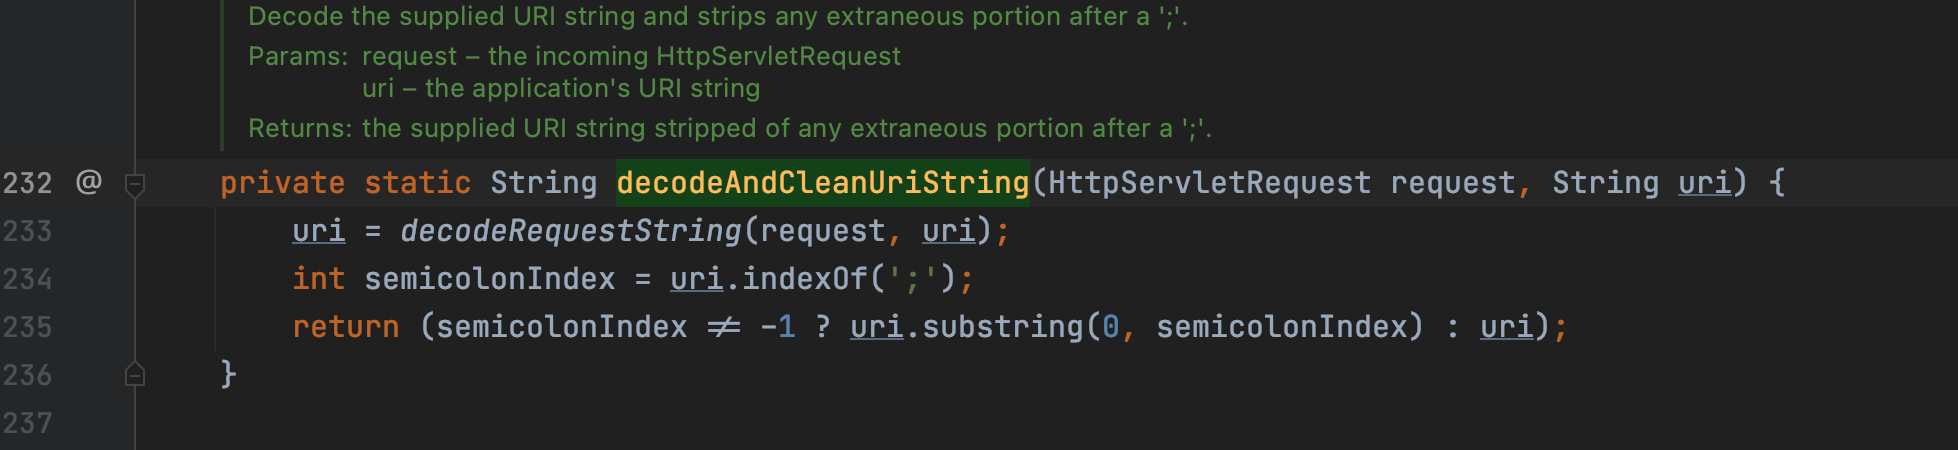 Decode the supplied URI string and strips any extraneous portion after a ';'.
Params: request – the incoming HttpServletRequest
uri – the application's URI string
Returns: the supplied URI string stripped of any extraneous portion after a ';'.
232 @ private static String decodeAndCleanUriString(HttpServletRequest request, String uri) {
233 uri = decodeRequestString(request, uri);
234 int semicolonIndex = uri.indexOf(';');
235 return (semicolonIndex != -1 ? uri.substring(0, semicolonIndex) : uri);
236 }
237